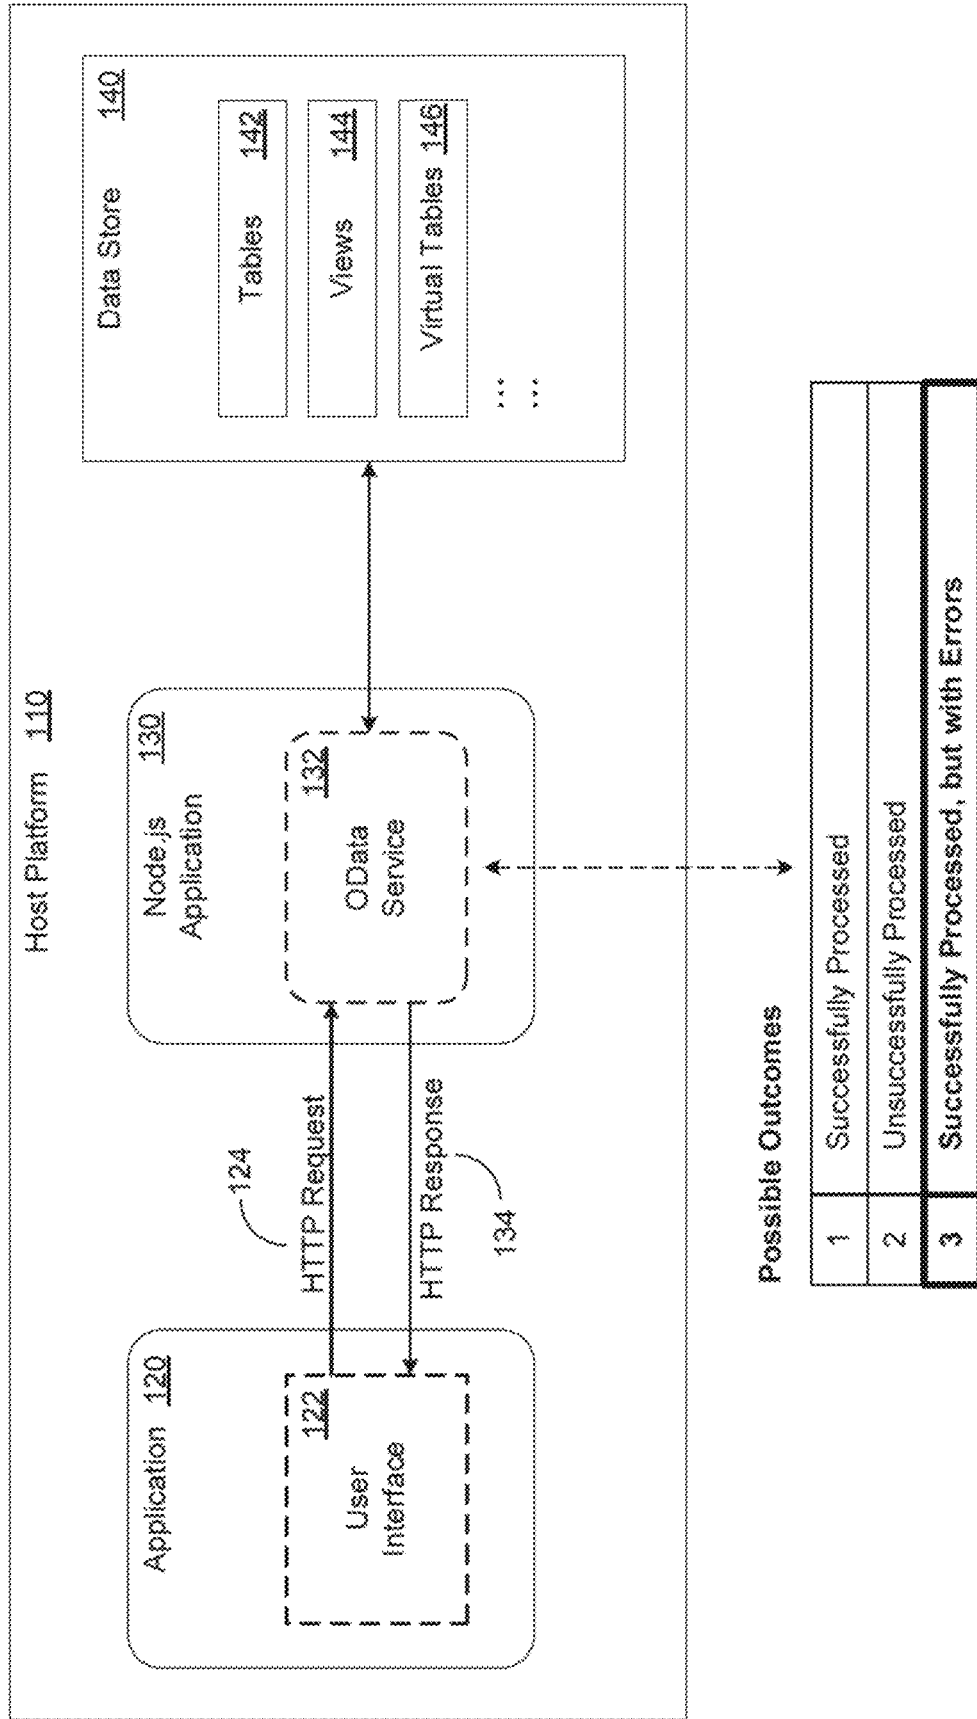 Host Platform 110
Application 120
122
User
Interface
124
HTTP Request
HTTP Response
134
Node.js 130
Application
132
OData
Service
Data Store 140
Tables 142
Views 144
Virtual Tables 146
...
...
Possible Outcomes
1 Successfully Processed
2 Unsuccessfully Processed
3 Successfully Processed, but with Errors